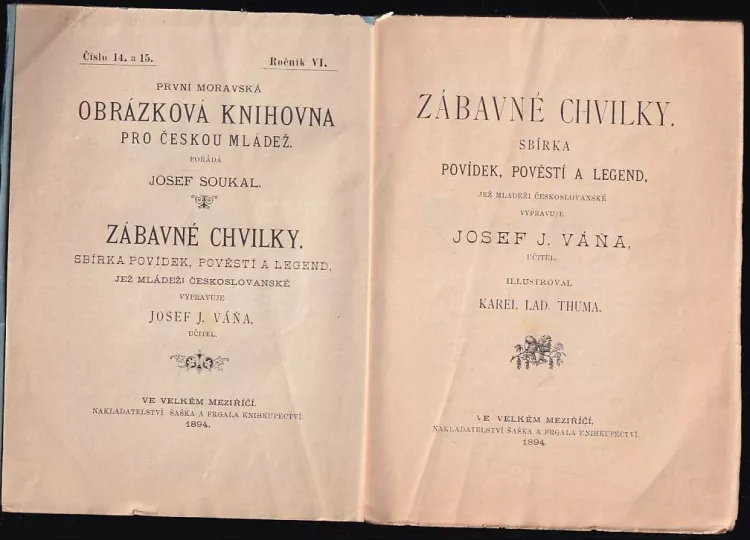 Číslo 14. a 15.
Ročník VI.
PRVNÍ MORAVSKÁ
OBRÁZKOVÁ KNIHOVNA
PRO ČESKOU MLÁDEŽ.
POŘÁDÁ
JOSEF SOUKAL.
ZÁBAVNÉ CHVILKY.
SBÍRKA POVÍDEK, POVĚSTÍ A LEGEND,
JEŽ MLÁDEŽI ČESKOSLOVANSKÉ
VYPRAVUJE
JOSEF J. VÁŇA,
UČITEL.
VE VELKÉM MEZIŘÍČÍ.
NAKLADATELSTVÍ ŠAŠKA A FRGALA KNIHKUPECTVÍ.
1894.
ZÁBAVNÉ CHVILKY.
SBÍRKA
POVÍDEK, POVĚSTÍ A LEGEND,
JEŽ MLÁDEŽI ČESKOSLOVANSKÉ
VYPRAVUJE
JOSEF J. VÁŇA,
UČITEL.
ILLUSTROVAL
KAREL LAD. THUMA.
VE VELKÉM MEZIŘÍČÍ.
NAKLADATELSTVÍ ŠAŠKA A FRGALA KNIHKUPECTVÍ.
1894.